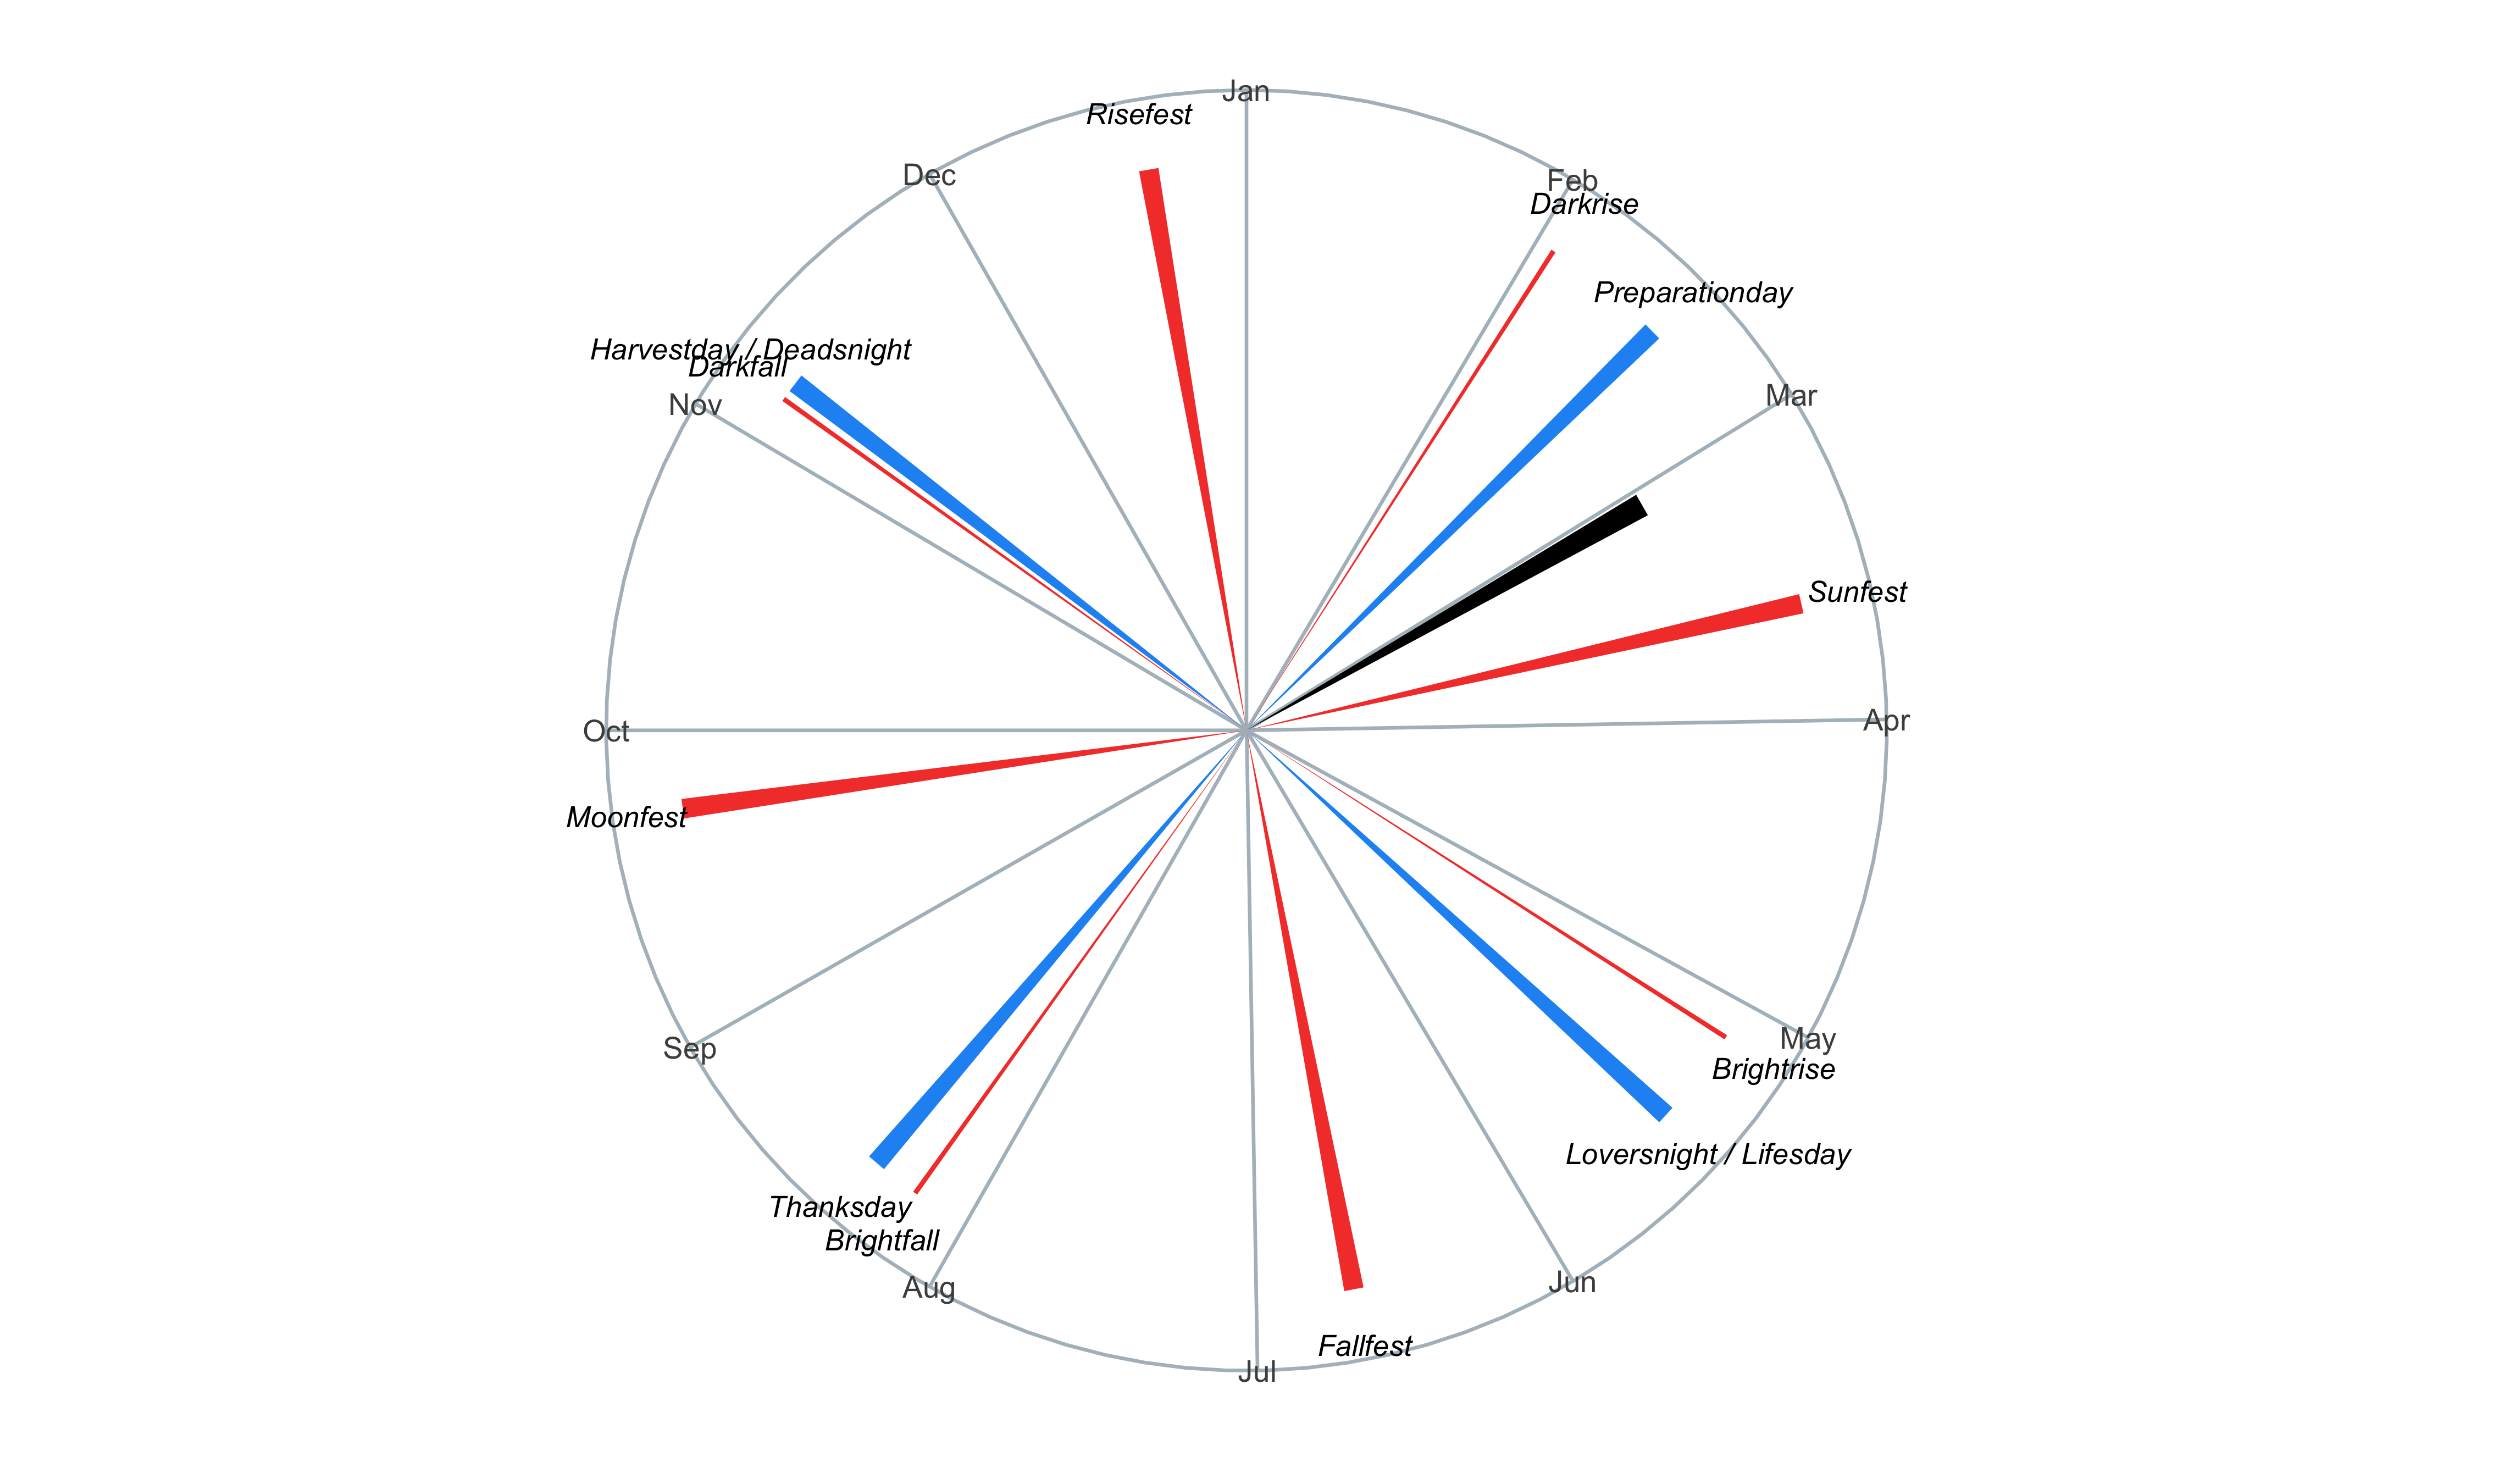 Jan
Risefest
Dec
Feb
Darkrise
Preparationday
Harvestday / Deadsnight
Darkfall
Nov
Mar
Sunfest
Oct
Apr
Moonfest
Sep
May
Brightrise
Loversnight / Lifesday
Thanksday
Brightfall
Aug
Jun
Fallfest
Jul